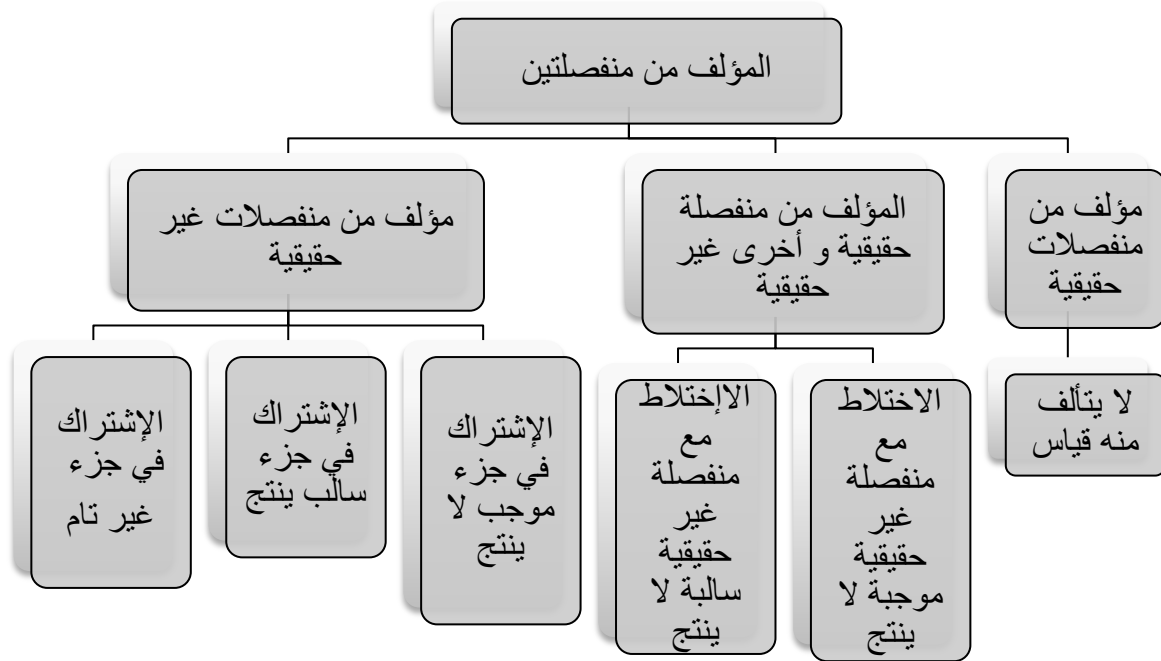 المؤلف من منفصلتين
مؤلف من
منفصلات
حقيقية
المؤلف من منفصلة
حقيقية و أخرى غير
حقيقية
مؤلف من منفصلات غير
حقيقية
لا يتألف
منه قياس
الاختلاط
مع
منفصلة
غير
حقيقية
موجبة لا
ينتج
الاإختلاط
مع
منفصلة
غير
حقيقية
سالبة لا
ينتج
الإشتراك
في جزء
موجب لا
ينتج
الإشتراك
في جزء
سالب ينتج
الإشتراك
في جزء
غير تام